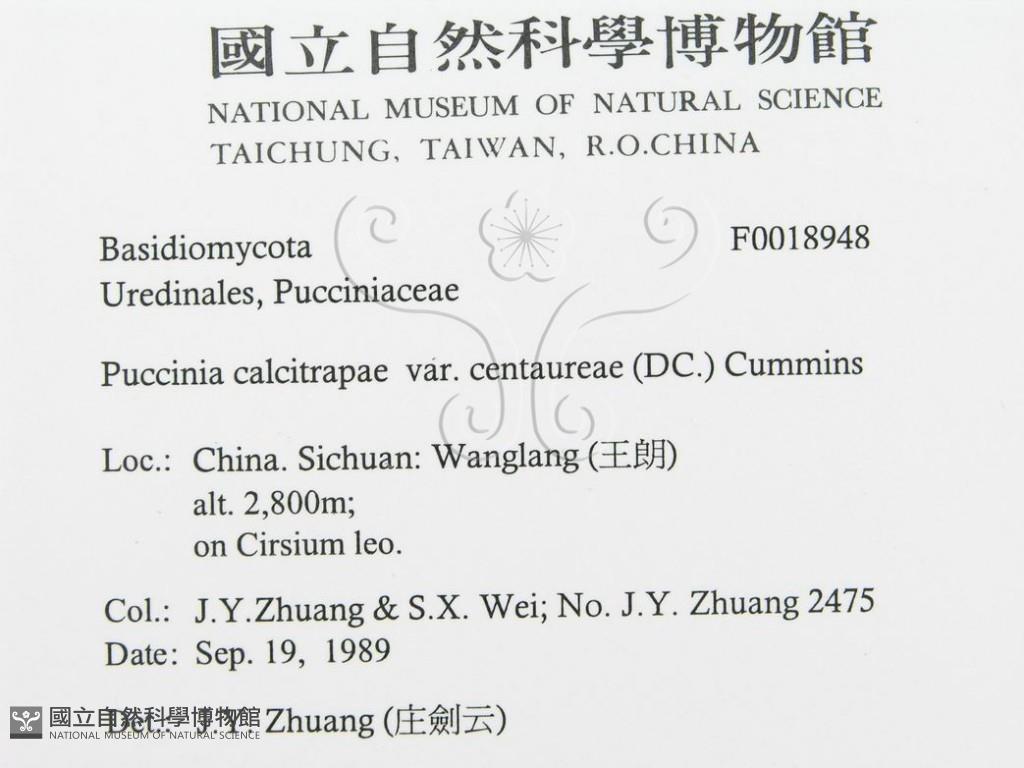 國立自然科學博物館
NATIONAL MUSEUM OF NATURAL SCIENCE
TAICHUNG, TAIWAN, R.O.CHINA
Basidiomycota F0018948
Uredinales, Pucciniaceae
Puccinia calcitrapae var. centaureae (DC.) Cummins
Loc.: China. Sichuan: Wanglang (王朗)
alt. 2,800m;
on Cirsium leo.
Col.: J.Y.Zhuang & S.X. Wei; No. J.Y. Zhuang 2475
Date: Sep. 19, 1989
Det.: J.Y. Zhuang (庄劍云)
國立自然科學博物館
NATIONAL MUSEUM OF NATURAL SCIENCE